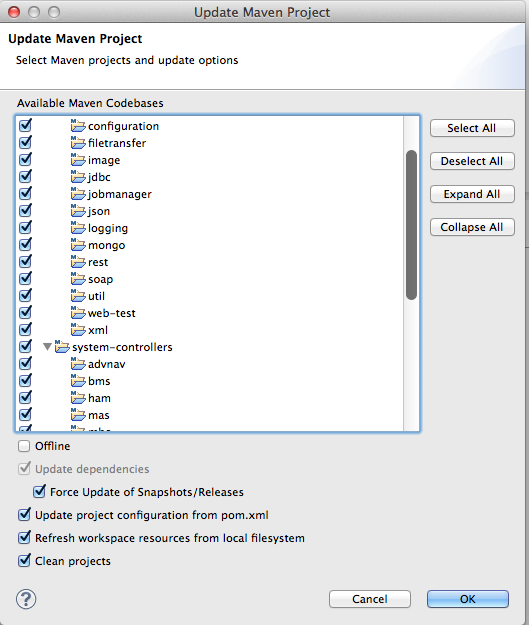 Update Maven Project
Update Maven Project
Select Maven projects and update options
Available Maven Codebases
configuration
filetransfer
image
jdbc
jobmanager
json
logging
mongo
rest
soap
util
web-test
xml
system-controllers
advnav
bms
ham
mas
Select All
Deselect All
Expand All
Collapse All
Offline
Update dependencies
Force Update of Snapshots/Releases
Update project configuration from pom.xml
Refresh workspace resources from local filesystem
Clean projects
?
Cancel
OK